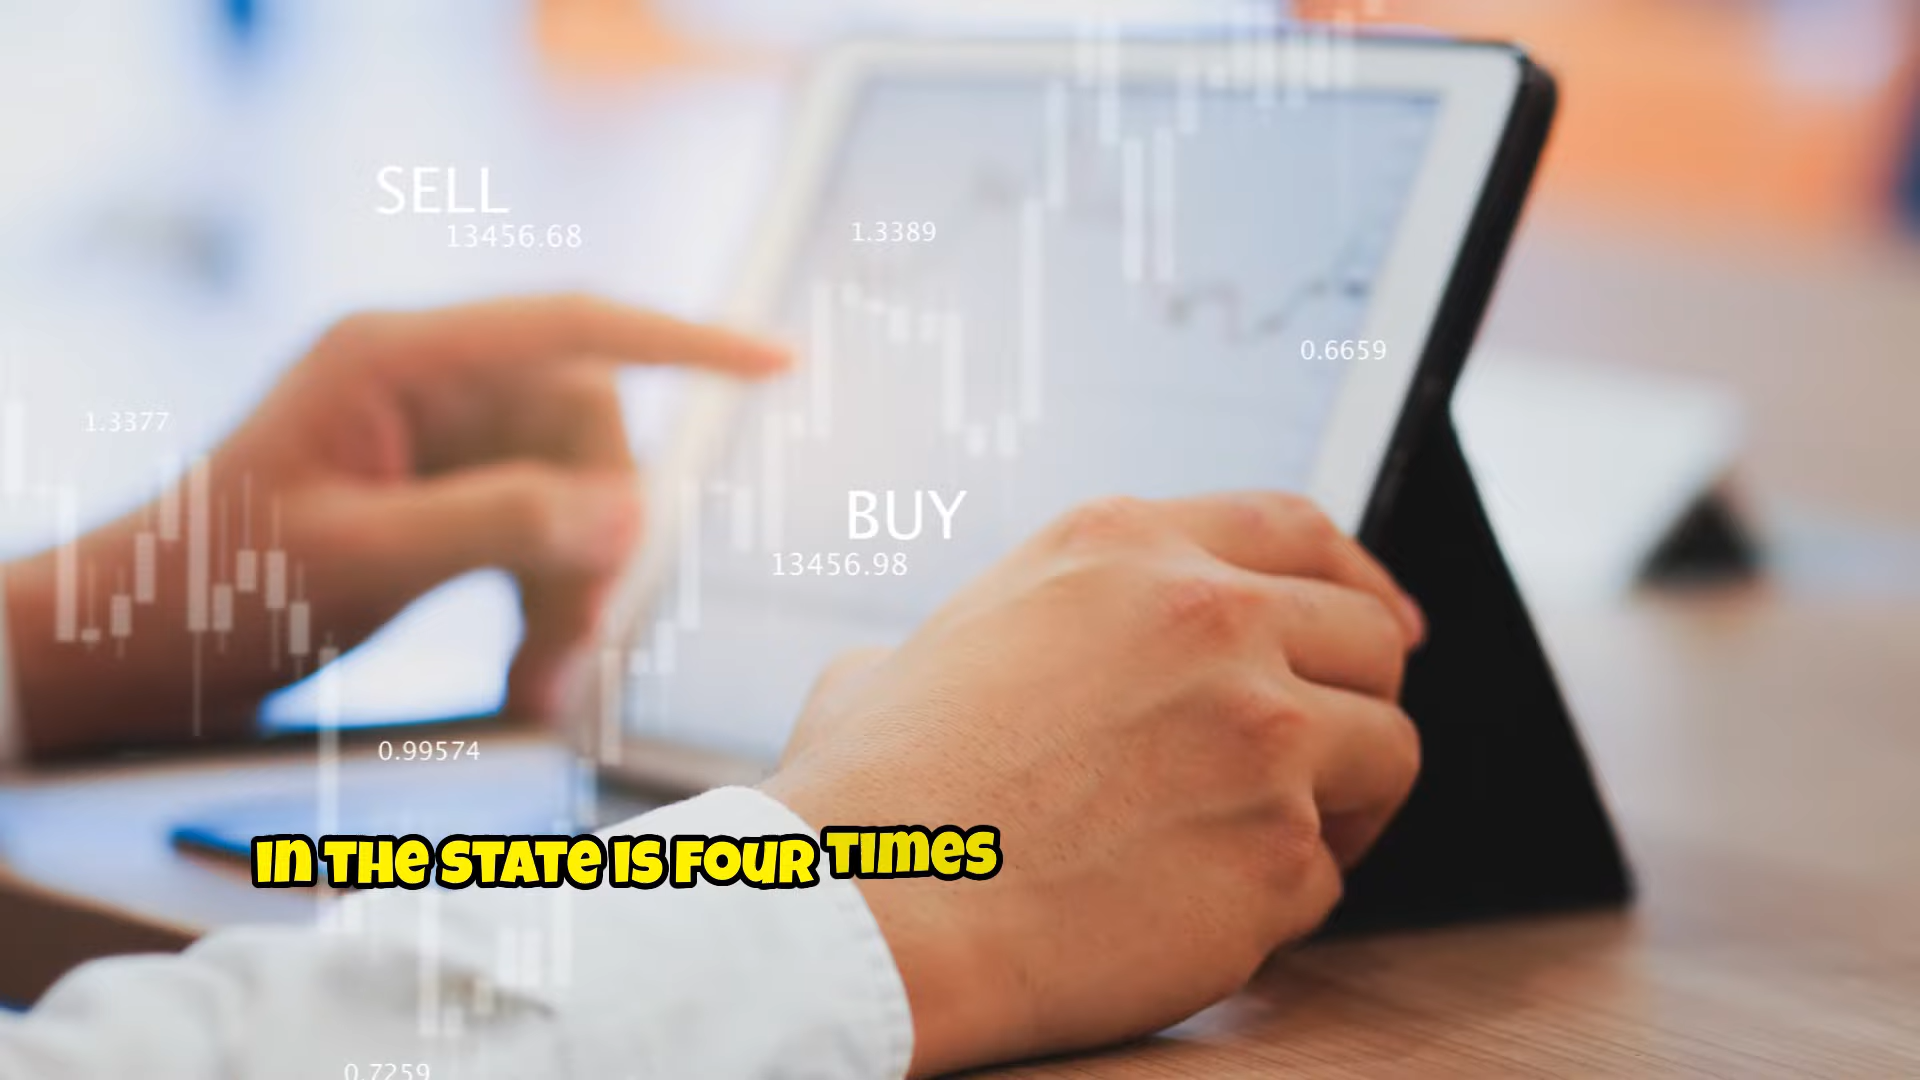 SELL
13456.68
1.3389
0.6659
1.3377
BUY
13456.98
0.99574
In the state is four times
0.7259